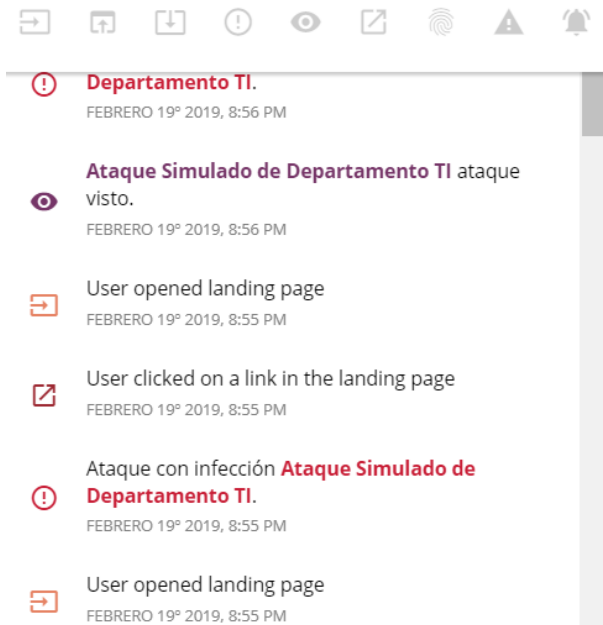 Departamento TI.
FEBRERO 19º 2019, 8:56 PM
Ataque Simulado de Departamento TI ataque
visto.
FEBRERO 19º 2019, 8:56 PM
User opened landing page
FEBRERO 19º 2019, 8:55 PM
User clicked on a link in the landing page
FEBRERO 19º 2019, 8:55 PM
Ataque con infección Ataque Simulado de
Departamento TI.
FEBRERO 19º 2019, 8:55 PM
User opened landing page
FEBRERO 19º 2019, 8:55 PM